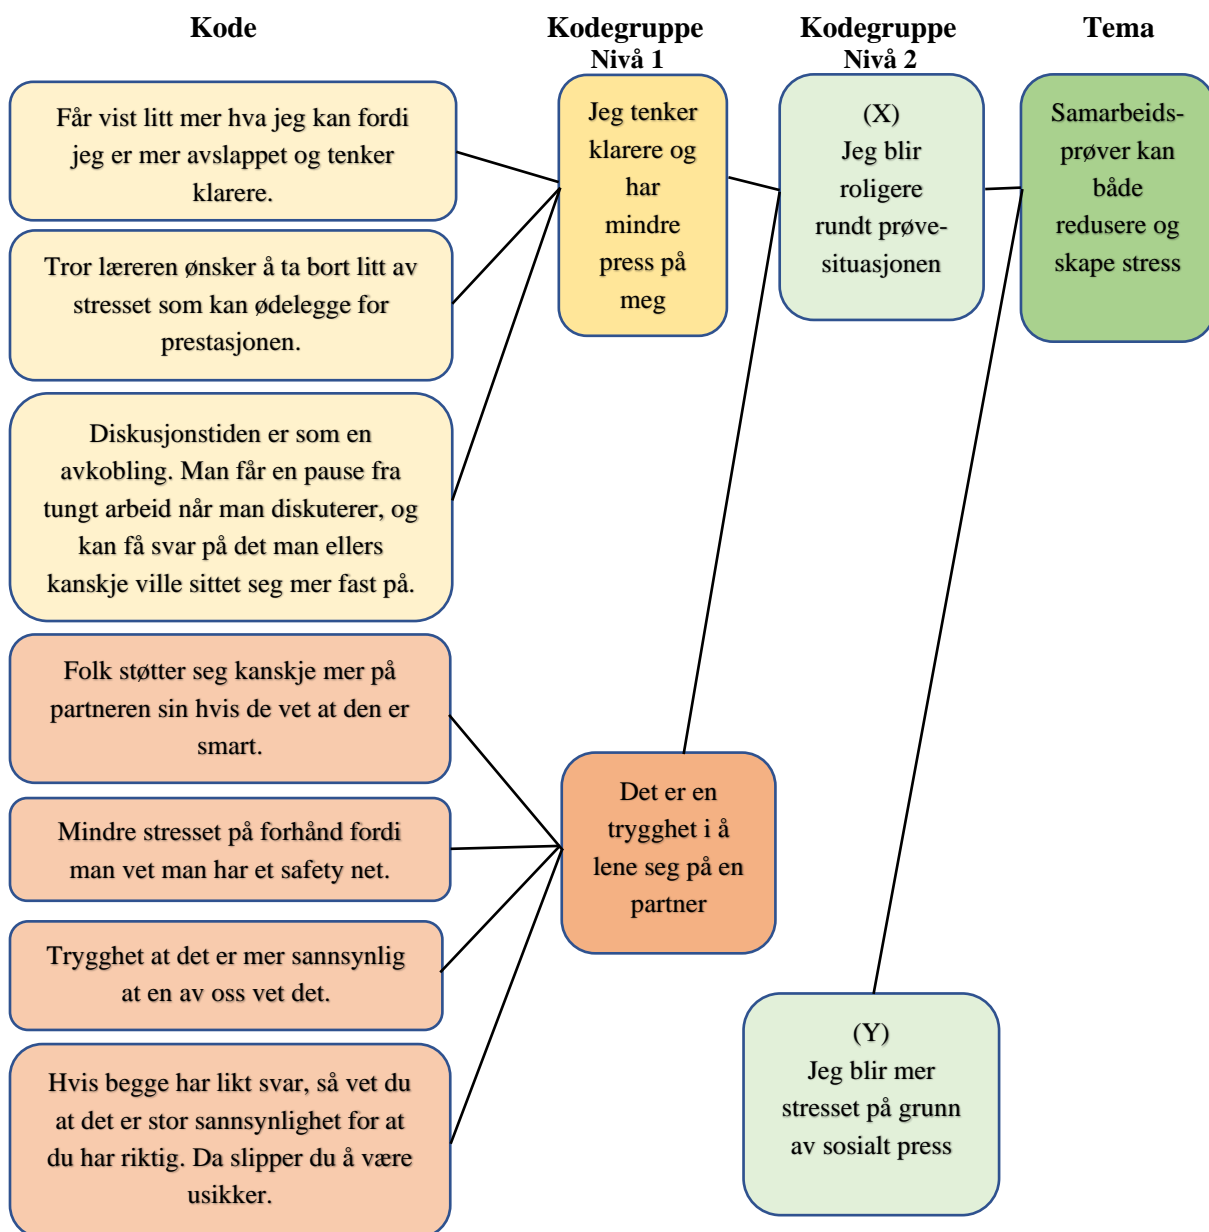 Kode
Kodegruppe
Nivå 1
Kodegruppe
Nivå 2
Tema
Får vist litt mer hva jeg kan fordi
jeg er mer avslappet og tenker
klarere.
Tror læreren ønsker å ta bort litt av
stresset som kan ødelegge for
prestasjonen.
Diskusjonstiden er som en
avkobling. Man får en pause fra
tungt arbeid når man diskuterer, og
kan få svar på det man ellers
kanskje ville sittet seg mer fast på.
Folk støtter seg kanskje mer på
partneren sin hvis de vet at den er
smart.
Mindre stresset på forhånd fordi
man vet man har et safety net.
Trygghet at det er mer sannsynlig
at en av oss vet det.
Hvis begge har likt svar, så vet du
at det er stor sannsynlighet for at
du har riktig. Da slipper du å være
usikker.
Jeg tenker
klarere og
har
mindre
press på
meg
Det er en
trygghet i å
lene seg på en
partner
(X)
Jeg blir
roligere
rundt prøve-
situasjonen
(Y)
Jeg blir mer
stresset på grunn
av sosialt press
Samarbeids-
prøver kan
både
redusere og
skape stress